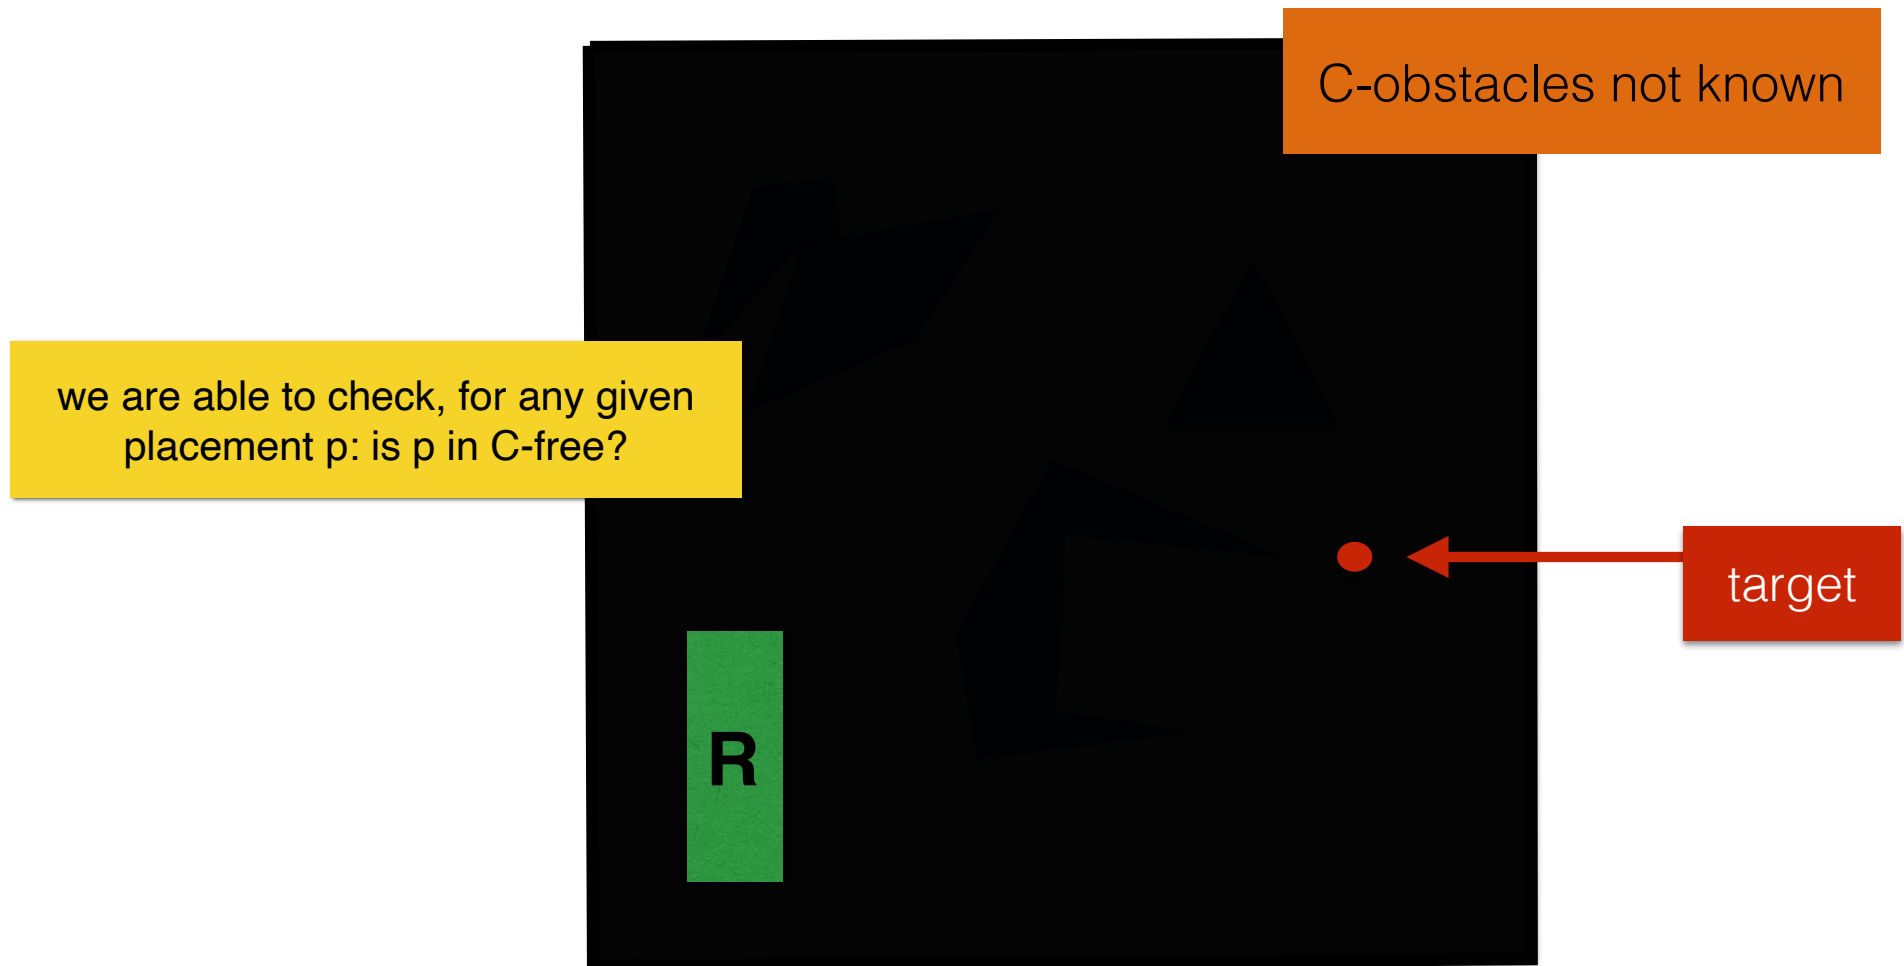 C-obstacles not known
we are able to check, for any given
placement p: is p in C-free?
target
R